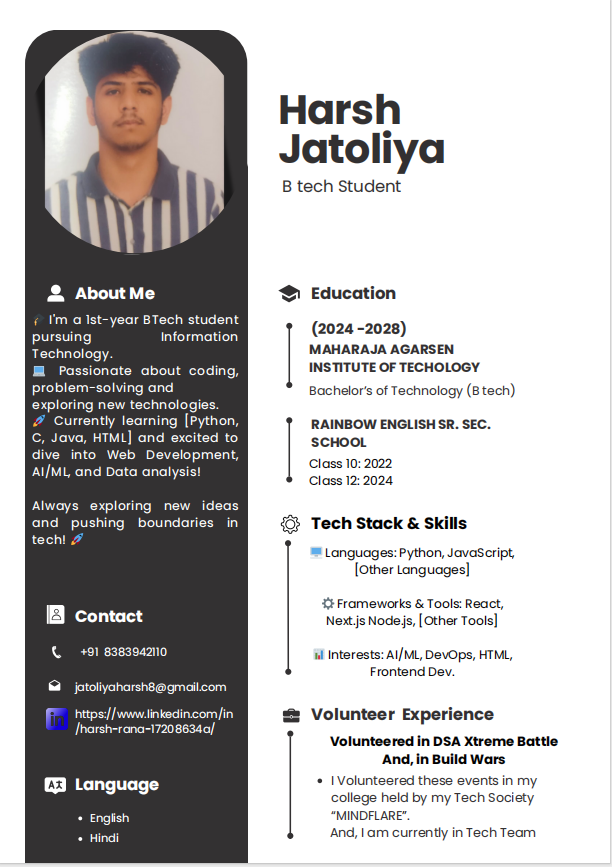 Harsh
Jatoliya
B tech Student
About Me
I'm a 1st-year BTech student
pursuing Information
Technology.
Passionate about coding,
problem-solving and
exploring new technologies.
Currently learning [Python,
C, Java, HTML] and excited to
dive into Web Development,
AI/ML, and Data analysis!
Always exploring new ideas
and pushing boundaries in
tech!
Contact
+91 8383942110
jatoliyaharsh8@gmail.com
in
https://www.linkedin.com/in
/harsh-rana-17208634a/
Language
English
Hindi
Education
(2024 -2028)
MAHARAJA AGARSEN
INSTITUTE OF TECHOLOGY
Bachelor's of Technology (B tech)
RAINBOW ENGLISH SR. SEC.
SCHOOL
Class 10: 2022
Class 12: 2024
Tech Stack & Skills
Languages: Python, JavaScript,
[Other Languages]
Frameworks & Tools: React,
Next.js Node.js, [Other Tools]
Interests: AI/ML, DevOps, HTML,
Frontend Dev.
Volunteer Experience
Volunteered in DSA Xtreme Battle
And, in Build Wars
I Volunteered these events in my
college held by my Tech Society
“MINDFLARE”.
And, I am currently in Tech Team